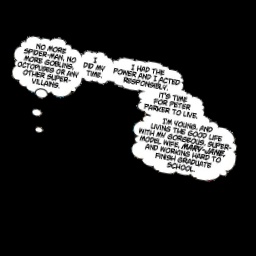 NO MORE
SPIDER-MAN. NO
MORE GOBLINS,
OCTOPUSES OR ANY
OTHER SUPER-
VILLAINS.
I
DID MY
TIME.
I HAD THE
POWER AND I ACTED
RESPONSIBLY.
IT'S TIME
FOR PETER
PARKER TO LIVE.
I'M YOUNG, AND
LIVING THE GOOD LIFE
WITH MY GORGEOUS, SUPER-
MODEL WIFE, MARY-JANE,
AND WORKING HARD TO
FINISH GRADUATE
SCHOOL.